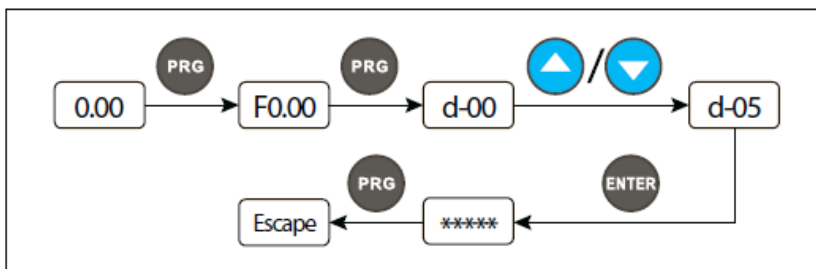 PRG PRG /
0.00 F0.00 d-00 d-05
PRG ENTER
Escape *****